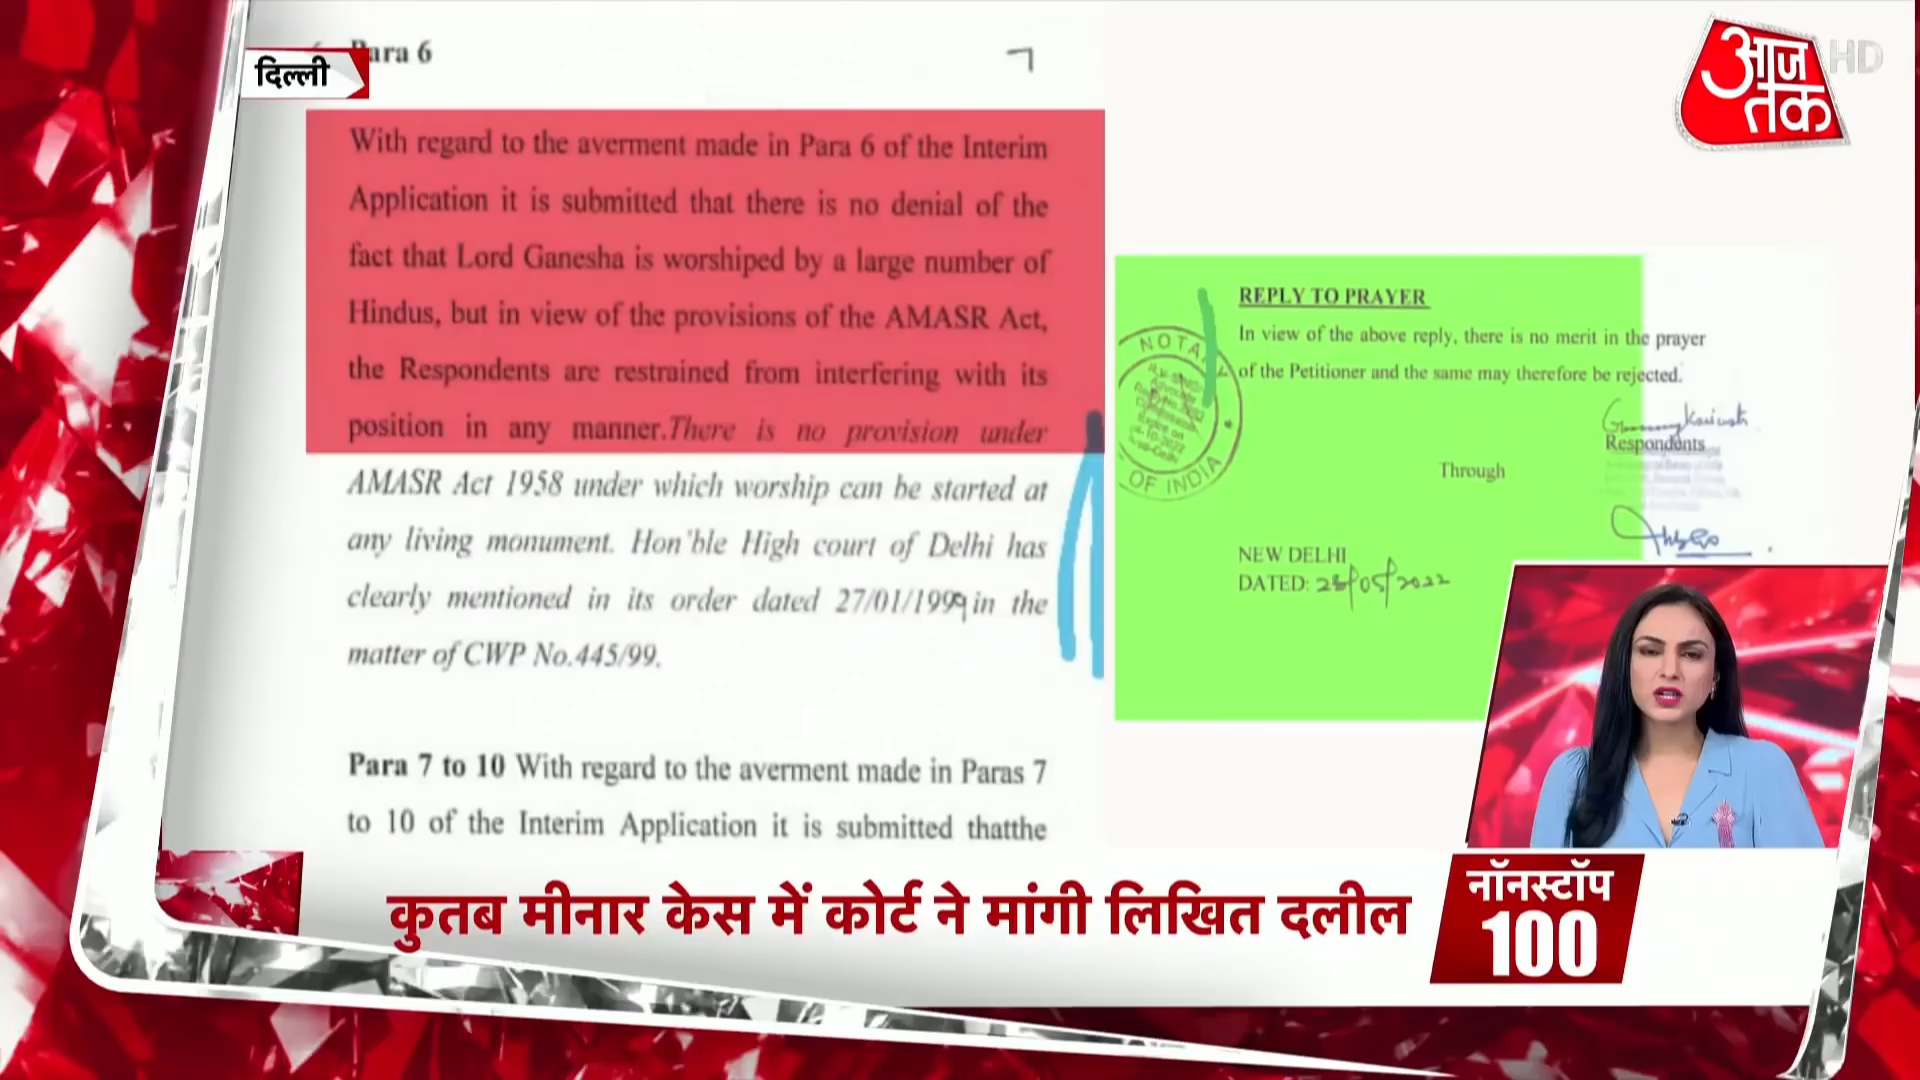 दिल्ली
Para 6
7
With regard to the averment made in Para 6 of the Interim
Application it is submitted that there is no denial of the
fact that Lord Ganesha is worshiped by a large number of
Hindus, but in view of the provisions of the AMASR Act,
the Respondents are restrained from interfering with its
position in any manner.There is no provision under
AMASR Act 1958 under which worship can be started at
any living monument. Hon'ble High court of Delhi has
clearly mentioned in its order dated 27/01/1999 in the
matter of CWP No.445/99.
Para 7 to 10 With regard to the averment made in Paras 7
to 10 of the Interim Application it is submitted thatthe
REPLY TO PRAYER
In view of the above reply, there is no merit in the prayer
of the Petitioner and the same may therefore be rejected.
Respondents
Through
NEW DELHI
DATED:
OF INDIA
आज तक
HD
कुतब मीनार केस में कोर्ट ने मांगी लिखित दलील
नॉनस्टॉप
100